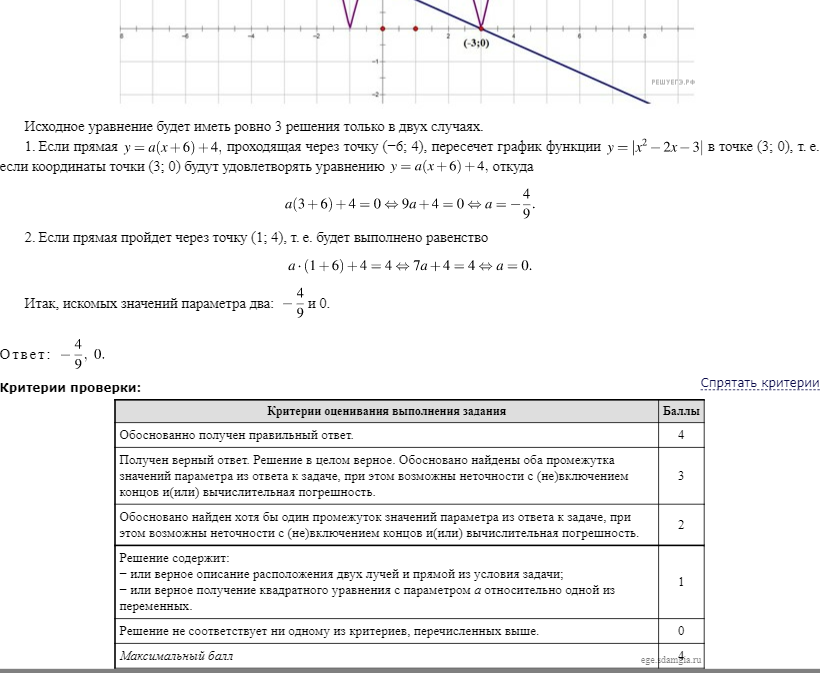 8 6 4 2 2 4 6 8
(-3;0)
-1
-2
РЕШУЕГЭ.РФ
Исходное уравнение будет иметь ровно 3 решения только в двух случаях.
1. Если прямая y = a(x + 6) + 4, проходящая через точку (−6; 4), пересечет график функции y = |x² − 2x − 3| в точке (3; 0), т. е.
если координаты точки (3; 0) будут удовлетворять уравнению y = a(x + 6) + 4, откуда
a(3 + 6) + 4 = 0 ⇔ 9a + 4 = 0 ⇔ a = −4/9.
2. Если прямая пройдет через точку (1; 4), т. е. будет выполнено равенство
a · (1 + 6) + 4 = 4 ⇔ 7a + 4 = 4 ⇔ a = 0.
Итак, искомых значений параметра два: −4/9 и 0.
Ответ: −4/9, 0.
Критерии проверки:
Спрятать критерии
Критерии оценивания выполнения задания Баллы
Обоснованно получен правильный ответ. 4
Получен верный ответ. Решение в целом верное. Обосновано найдены оба промежутка
значений параметра из ответа к задаче, при этом возможны неточности с (не)включением
концов и(или) вычислительная погрешность.
3
Обосновано найден хотя бы один промежуток значений параметра из ответа к задаче, при
этом возможны неточности с (не)включением концов и(или) вычислительная погрешность.
2
Решение содержит:
− или верное описание расположения двух лучей и прямой из условия задачи;
− или верное получение квадратного уравнения с параметром a относительно одной из
переменных.
1
Решение не соответствует ни одному из критериев, перечисленных выше. 0
Максимальный балл 4
ege.sdamgia.ru